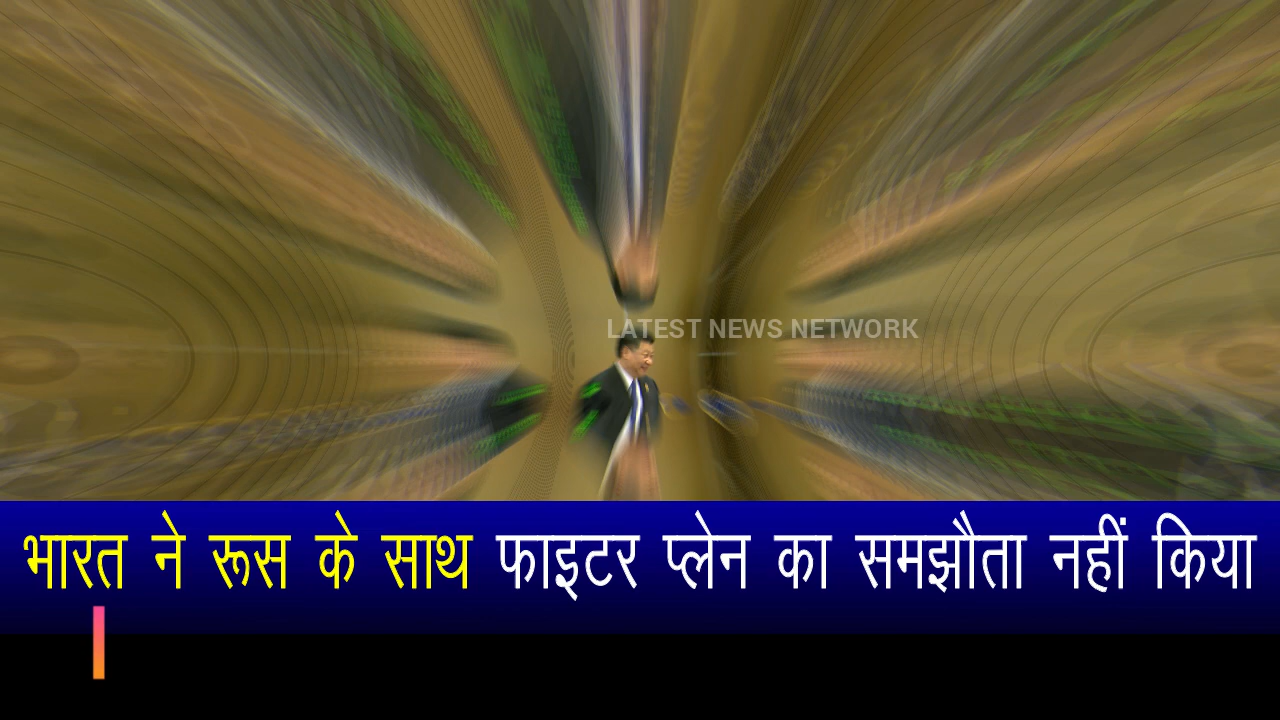 LATEST NEWS NETWORK
भारत ने रूस के साथ फाइटर प्लेन का समझौता नहीं किया